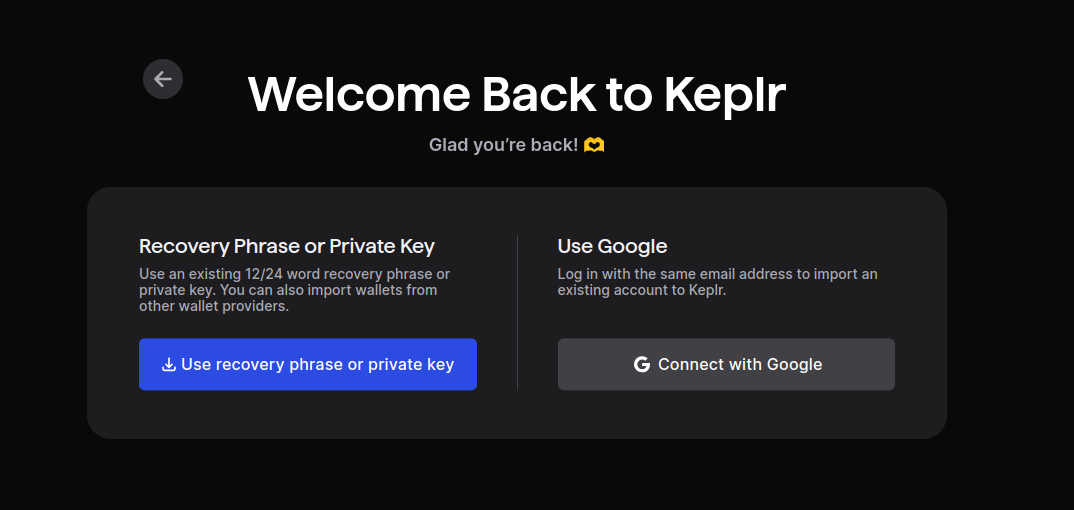 Welcome Back to Keplr
Glad you’re back! 🫶
Recovery Phrase or Private Key
Use an existing 12/24 word recovery phrase or
private key. You can also import wallets from
other wallet providers.
Use recovery phrase or private key
Use Google
Log in with the same email address to import an
existing account to Keplr.
Connect with Google